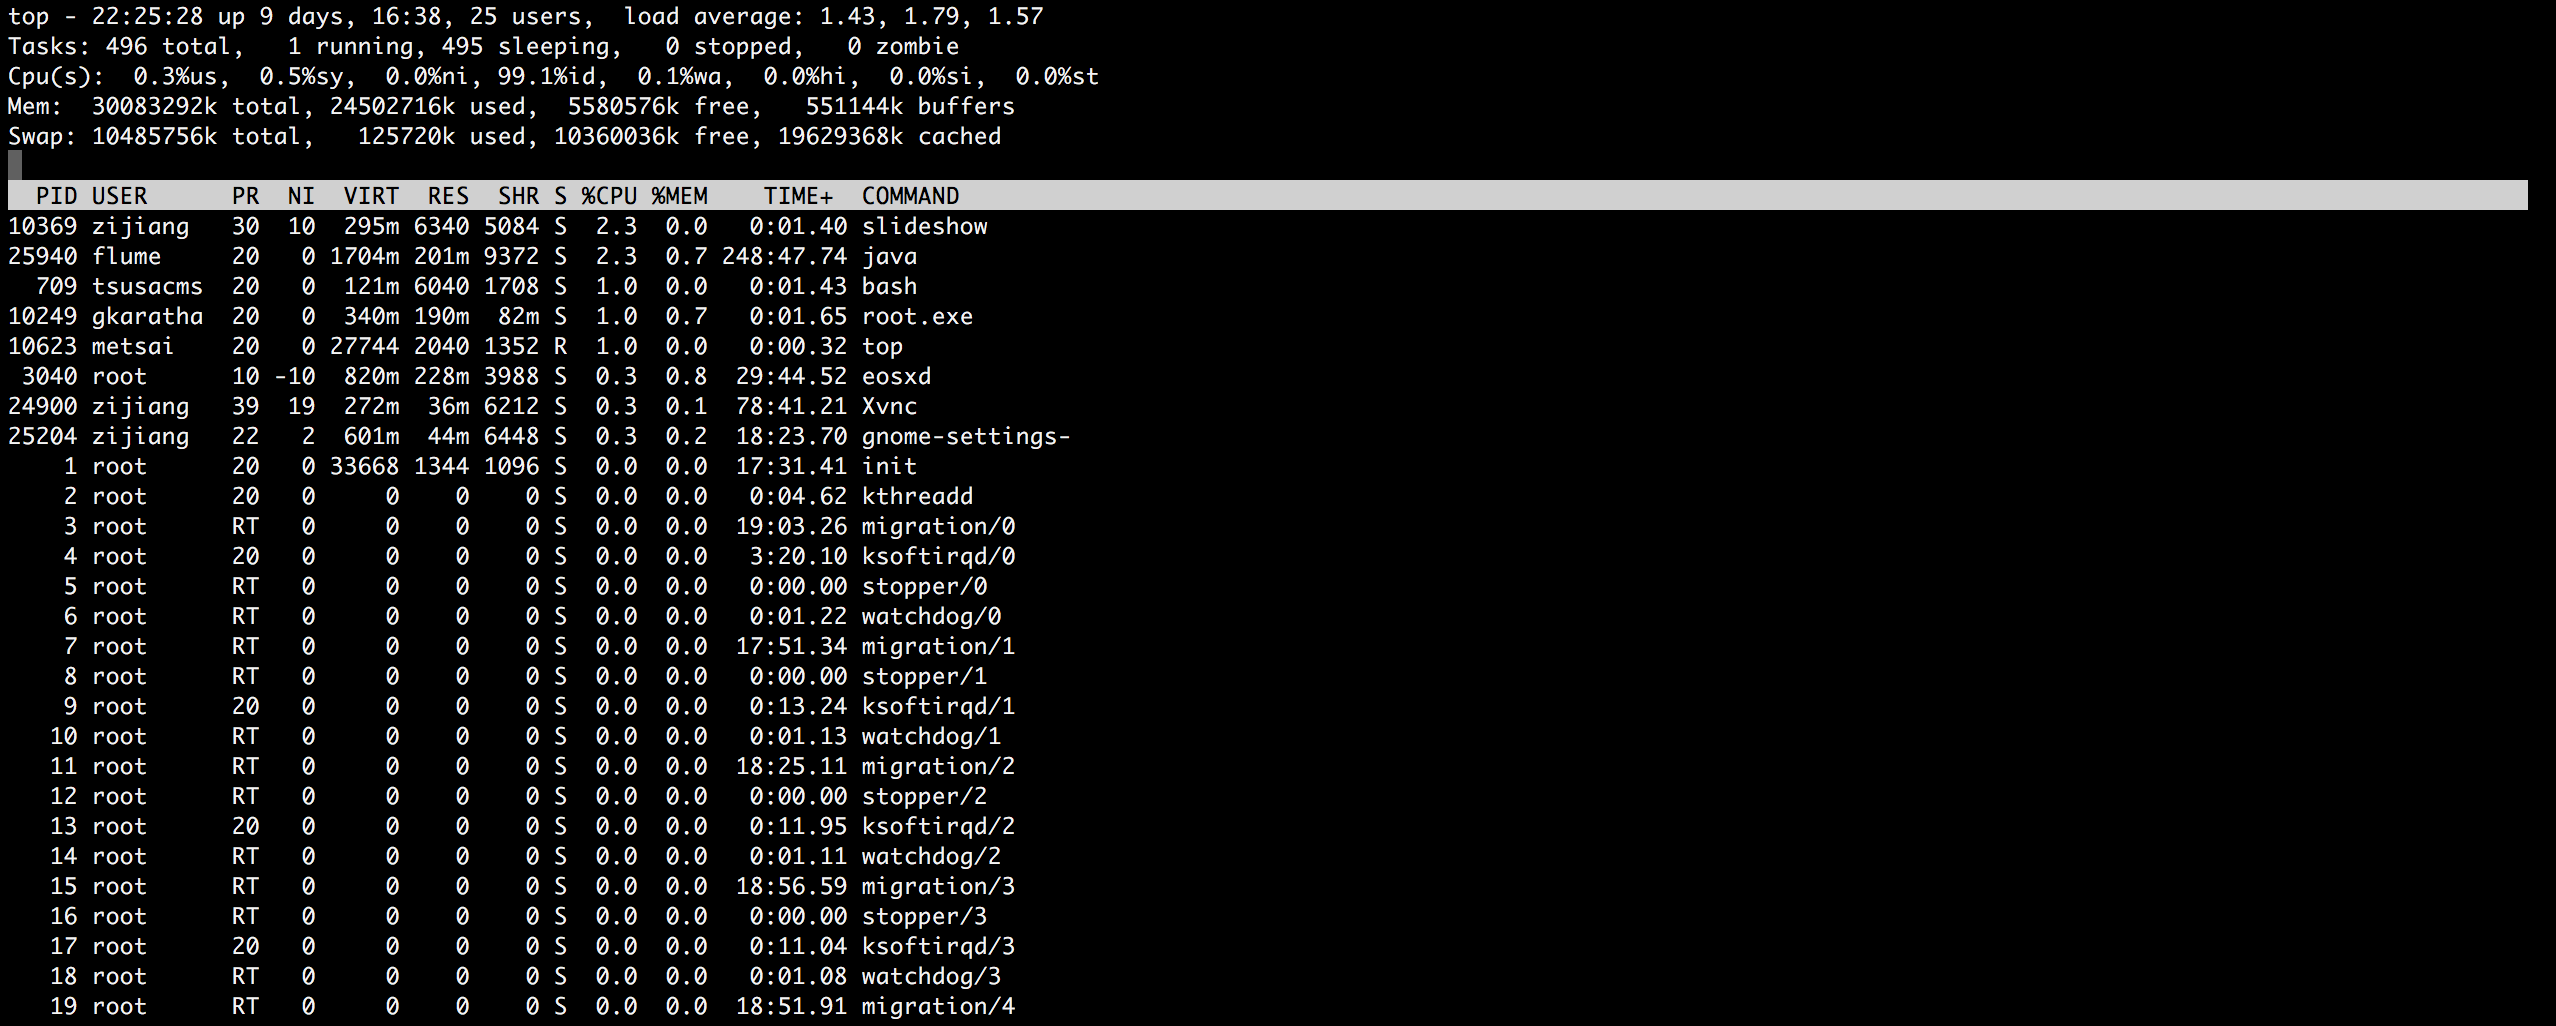 top - 22:25:28 up 9 days, 16:38, 25 users,  load average: 1.43, 1.79, 1.57
Tasks: 496 total,   1 running, 495 sleeping,   0 stopped,   0 zombie
Cpu(s):  0.3%us,  0.5%sy,  0.0%ni, 99.1%id,  0.1%wa,  0.0%hi,  0.0%si,  0.0%st
Mem:  30083292k total, 24502716k used,  5580576k free,   551144k buffers
Swap: 10485756k total,   125720k used, 10360036k free, 19629368k cached
  PID USER      PR  NI  VIRT  RES  SHR S %CPU %MEM    TIME+  COMMAND
10369 zijiang   30  10  295m 6340 5084 S  2.3  0.0   0:01.40 slideshow
25940 flume     20   0 1704m 201m 9372 S  2.3  0.7 248:47.74 java
  709 tsusacms  20   0  121m 6040 1708 S  1.0  0.0   0:01.43 bash
10249 gkaratha  20   0  340m 190m  82m S  1.0  0.7   0:01.65 root.exe
10623 metsai    20   0 27744 2040 1352 R  1.0  0.0   0:00.32 top
 3040 root      10 -10  820m 228m 3988 S  0.3  0.8  29:44.52 eosxd
24900 zijiang   39  19  272m  36m 6212 S  0.3  0.1  78:41.21 Xvnc
25204 zijiang   22   2  601m  44m 6448 S  0.3  0.2  18:23.70 gnome-settings-
    1 root      20   0 33668 1344 1096 S  0.0  0.0  17:31.41 init
    2 root      20   0     0    0    0 S  0.0  0.0   0:04.62 kthreadd
    3 root      RT   0     0    0    0 S  0.0  0.0  19:03.26 migration/0
    4 root      20   0     0    0    0 S  0.0  0.0   3:20.10 ksoftirqd/0
    5 root      RT   0     0    0    0 S  0.0  0.0   0:00.00 stopper/0
    6 root      RT   0     0    0    0 S  0.0  0.0   0:01.22 watchdog/0
    7 root      RT   0     0    0    0 S  0.0  0.0  17:51.34 migration/1
    8 root      RT   0     0    0    0 S  0.0  0.0   0:00.00 stopper/1
    9 root      20   0     0    0    0 S  0.0  0.0   0:13.24 ksoftirqd/1
   10 root      RT   0     0    0    0 S  0.0  0.0   0:01.13 watchdog/1
   11 root      RT   0     0    0    0 S  0.0  0.0  18:25.11 migration/2
   12 root      RT   0     0    0    0 S  0.0  0.0   0:00.00 stopper/2
   13 root      20   0     0    0    0 S  0.0  0.0   0:11.95 ksoftirqd/2
   14 root      RT   0     0    0    0 S  0.0  0.0   0:01.11 watchdog/2
   15 root      RT   0     0    0    0 S  0.0  0.0  18:56.59 migration/3
   16 root      RT   0     0    0    0 S  0.0  0.0   0:00.00 stopper/3
   17 root      20   0     0    0    0 S  0.0  0.0   0:11.04 ksoftirqd/3
   18 root      RT   0     0    0    0 S  0.0  0.0   0:01.08 watchdog/3
   19 root      RT   0     0    0    0 S  0.0  0.0  18:51.91 migration/4